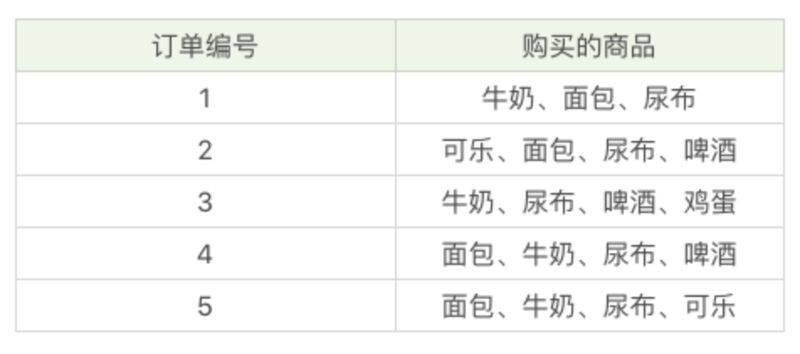 订单编号 购买的商品
1 牛奶、面包、尿布
2 可乐、面包、尿布、啤酒
3 牛奶、尿布、啤酒、鸡蛋
4 面包、牛奶、尿布、啤酒
5 面包、牛奶、尿布、可乐